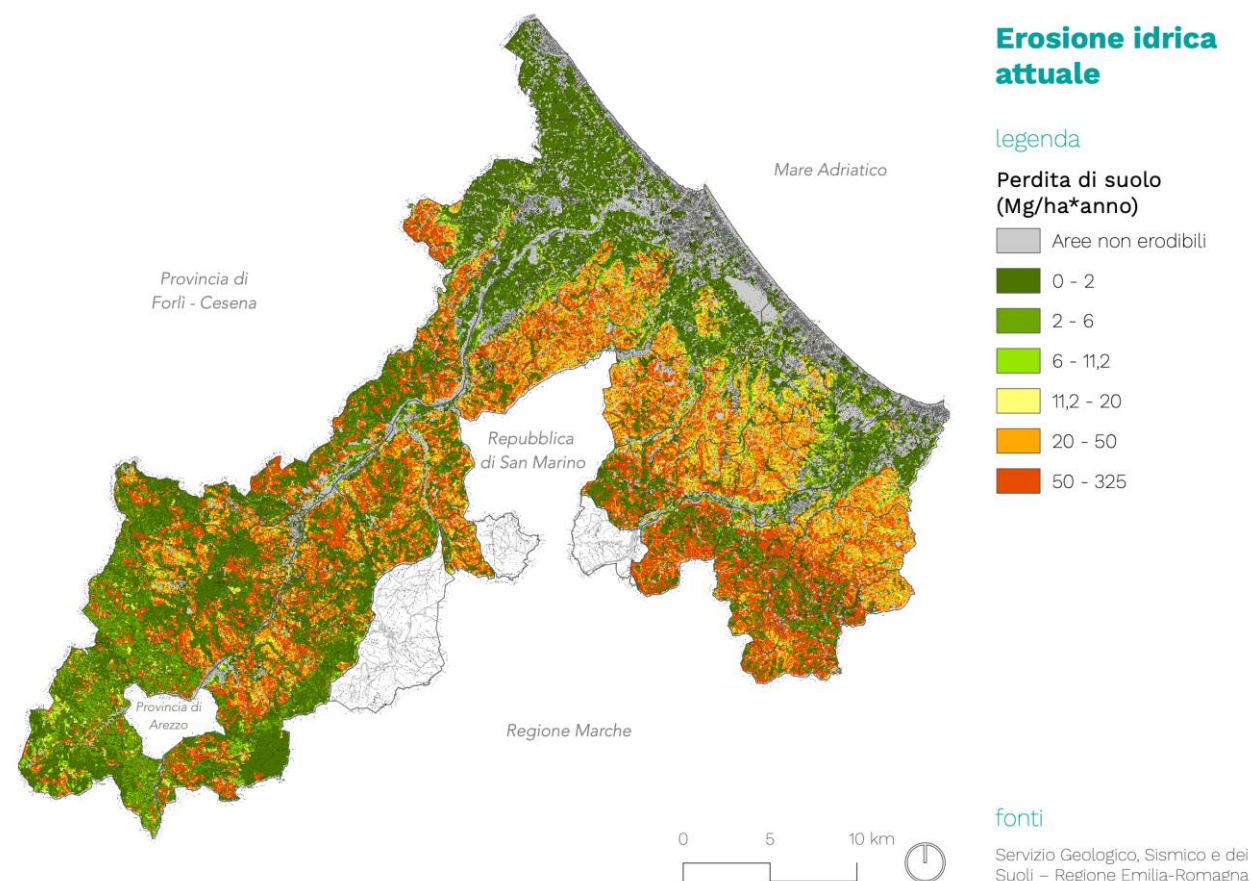 Erosione idrica
attuale
legenda
Perdita di suolo
(Mg/ha*anno)
Aree non erodibili
0 - 2
2 - 6
6 - 11,2
11,2 - 20
20 - 50
50 - 325
Mare Adriatico
Provincia di
Forlì - Cesena
Repubblica
di San Marino
Provincia di
Arezzo
Regione Marche
0 5 10 km
fonti
Servizio Geologico, Sismico e dei
Suoli – Regione Emilia-Romagna